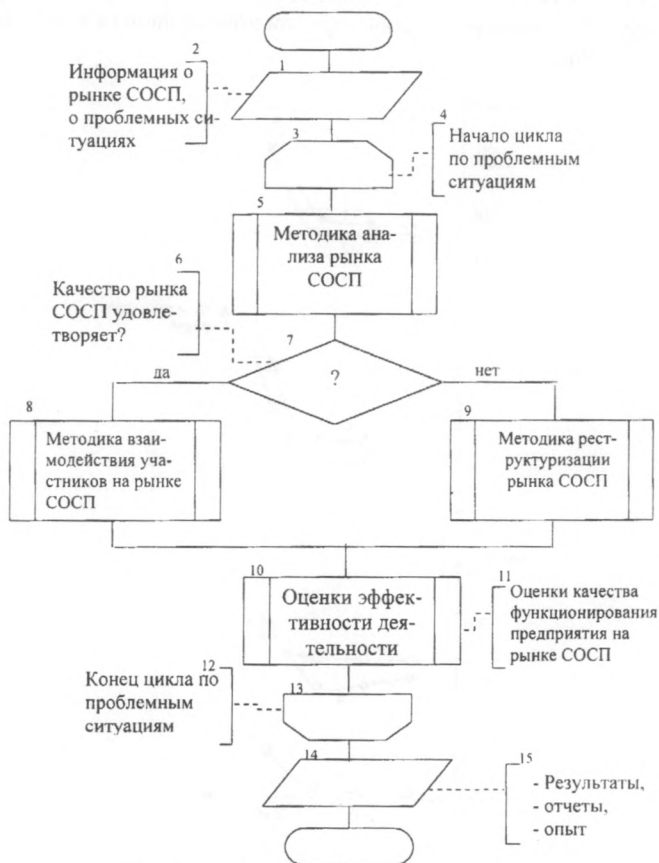 2
Информация о
рынке СОСП,
о проблемных си-
туациях
1
3
4
Начало цикла
по проблемным
ситуациям
5
Методика ана-
лиза рынка
СОСП
6
Качество рынка
СОСП удовле-
творяет?
7
?
да
нет
8
Методика взаи-
модействия уча-
стников на рынке
СОСП
9
Методика рест-
руктуризации
рынка СОСП
10
Оценки эффек-
тивности дея-
тельности
11
Оценки качества
функционирования
предприятия на
рынке СОСП
12
Конец цикла по
проблемным
ситуациям
13
14
15
- Результаты,
- отчеты,
- опыт